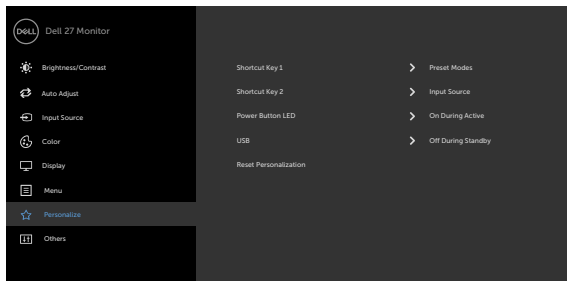 DELL Dell 27 Monitor
Brightness/Contrast
Auto Adjust
Input Source
Color
Display
Menu
Personalize
Others
Shortcut Key 1 Preset Modes
Shortcut Key 2 Input Source
Power Button LED On During Active
USB Off During Standby
Reset Personalization